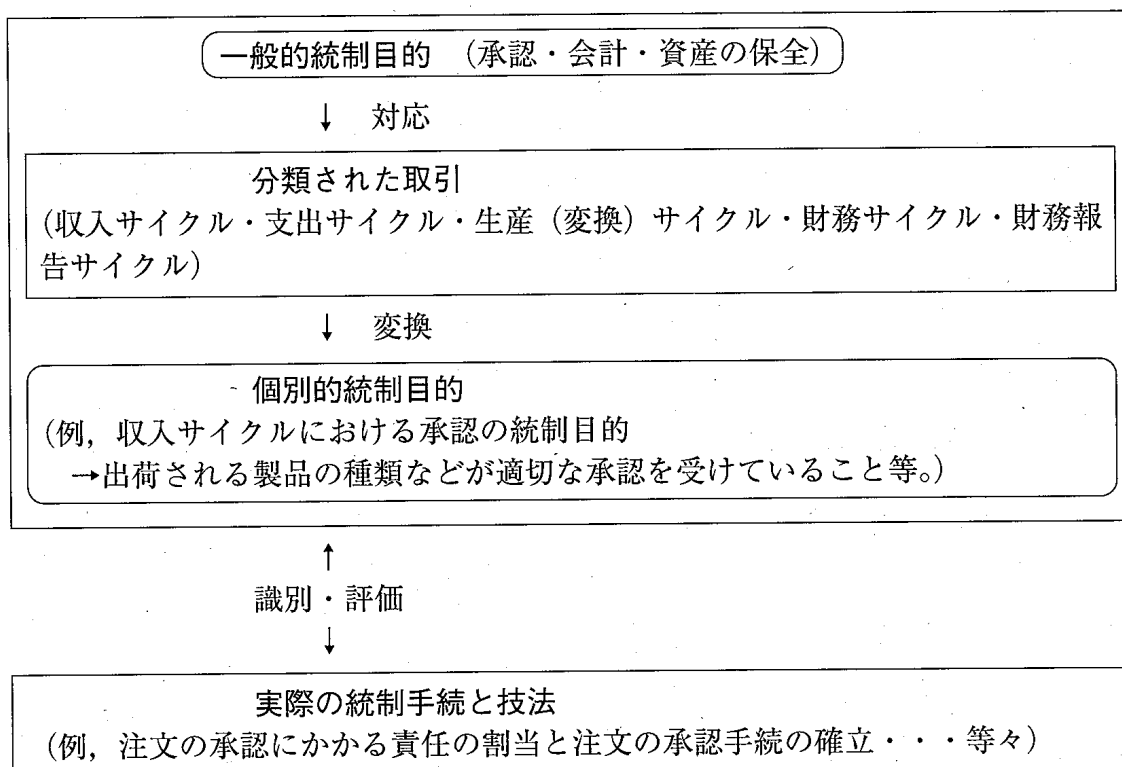 一般的統制目的 （承認・会計・資産の保全）
↓ 対応
分類された取引
（収入サイクル・支出サイクル・生産（変換）サイクル・財務サイクル・財務報
告サイクル）
↓ 変換
個別的統制目的
（例，収入サイクルにおける承認の統制目的
→出荷される製品の種類などが適切な承認を受けていること等。）
↑
識別・評価
↓
実際の統制手続と技法
（例，注文の承認にかかる責任の割当と注文の承認手続の確立・・・等々）